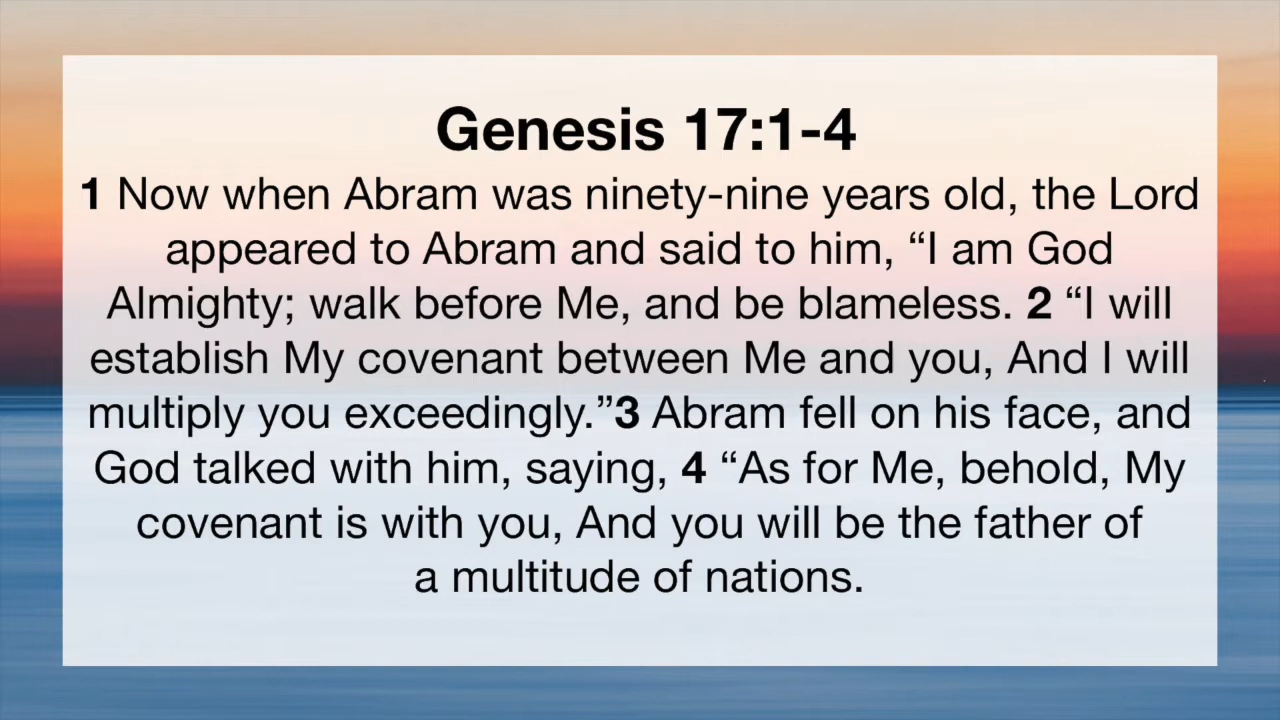 Genesis 17:1-4
1 Now when Abram was ninety-nine years old, the Lord
appeared to Abram and said to him, “I am God
Almighty; walk before Me, and be blameless. 2 “I will
establish My covenant between Me and you, And I will
multiply you exceedingly.”3 Abram fell on his face, and
God talked with him, saying, 4 “As for Me, behold, My
covenant is with you, And you will be the father of
a multitude of nations.